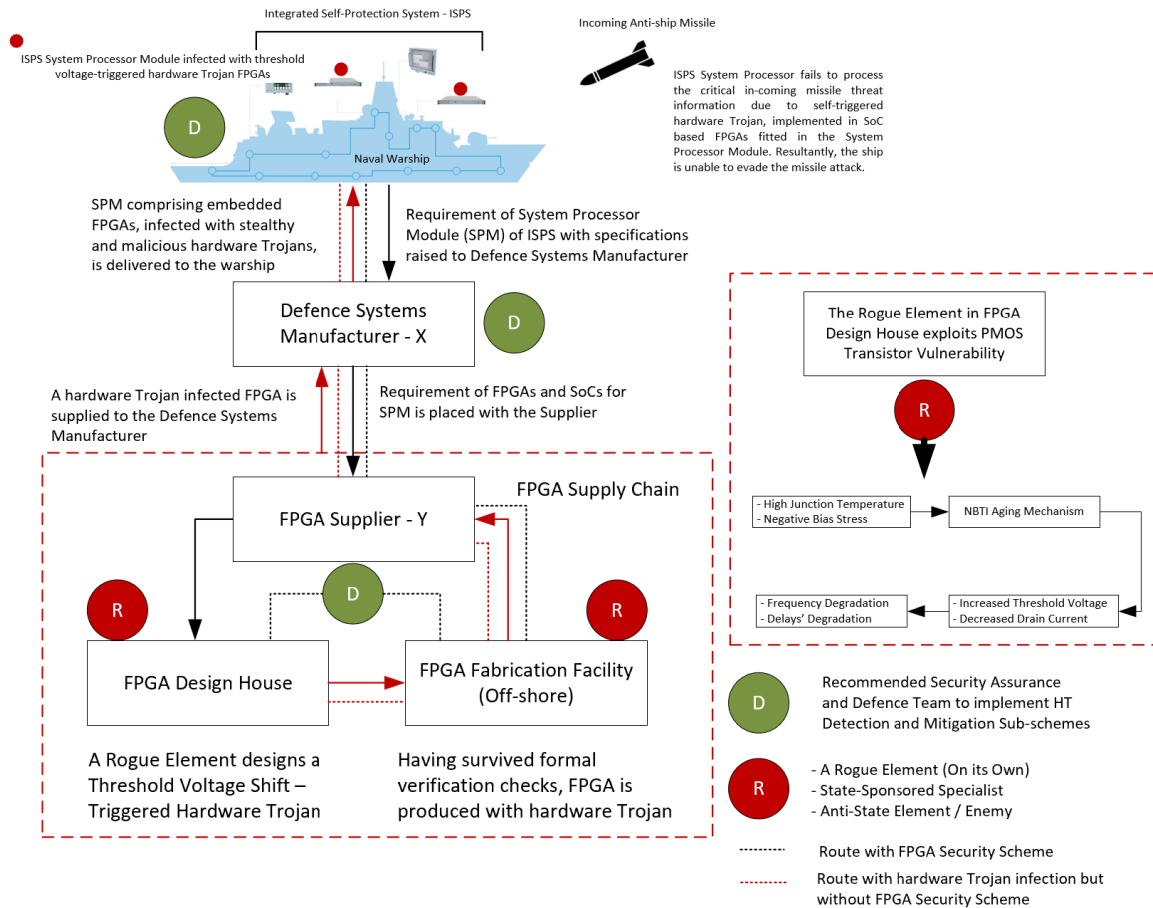 Integrated Self-Protection System - ISPS
Incoming Anti-ship Missile
ISPS System Processor Module infected with threshold
voltage-triggered hardware Trojan FPGAs
ISPS System Processor fails to process
the critical in-coming missile threat
information due to self-triggered
hardware Trojan, implemented in SoC
based FPGAs fitted in the System
Processor Module. Resultantly, the ship
is unable to evade the missile attack.
D
Naval Warship
SPM comprising embedded
FPGAs, infected with stealthy
and malicious hardware Trojans,
is delivered to the warship
Requirement of System Processor
Module (SPM) of ISPS with specifications
raised to Defence Systems Manufacturer
Defence Systems
Manufacturer - X
D
A hardware Trojan infected FPGA is
supplied to the Defence Systems
Manufacturer
Requirement of FPGAs and SoCs for
SPM is placed with the Supplier
FPGA Supply Chain
FPGA Supplier - Y
R
D
R
FPGA Design House
FPGA Fabrication Facility
(Off-shore)
A Rogue Element designs a
Threshold Voltage Shift –
Triggered Hardware Trojan
Having survived formal
verification checks, FPGA is
produced with hardware Trojan
The Rogue Element in FPGA
Design House exploits PMOS
Transistor Vulnerability
R
- High Junction Temperature
- Negative Bias Stress
NBTI Aging Mechanism
- Frequency Degradation
- Delays’ Degradation
- Increased Threshold Voltage
- Decreased Drain Current
D
Recommended Security Assurance
and Defence Team to implement HT
Detection and Mitigation Sub-schemes
R
- A Rogue Element (On its Own)
- State-Sponsored Specialist
- Anti-State Element / Enemy
Route with FPGA Security Scheme
Route with hardware Trojan infection but
without FPGA Security Scheme